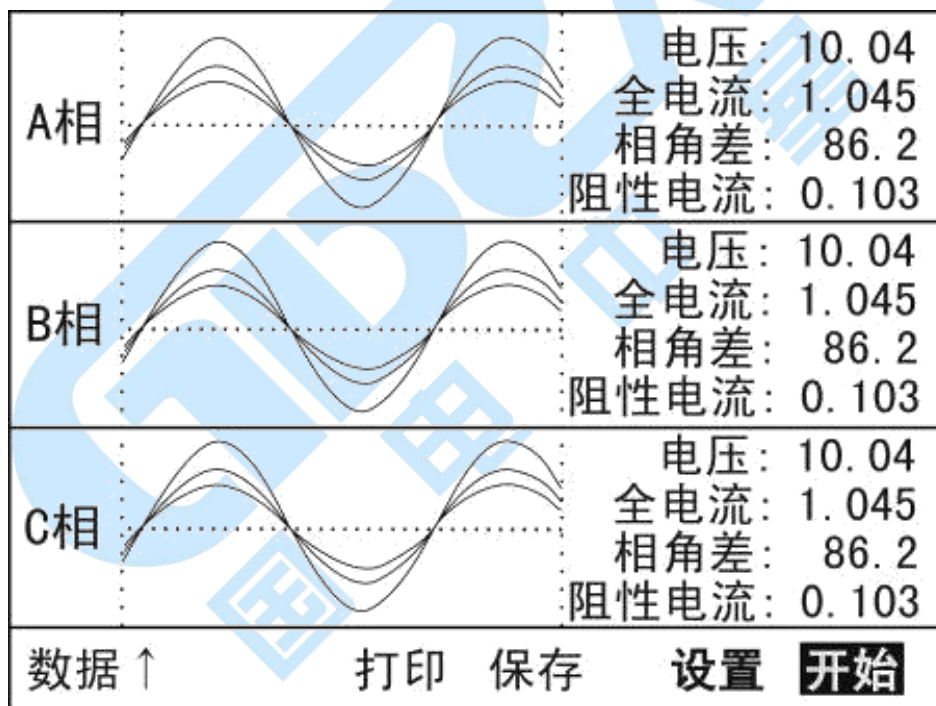 A相
电压: 10.04
全电流: 1.045
相角差: 86.2
阻性电流: 0.103
B相
电压: 10.04
全电流: 1.045
相角差: 86.2
阻性电流: 0.103
C相
电压: 10.04
全电流: 1.045
相角差: 86.2
阻性电流: 0.103
数据↑ 打印 保存 设置 开始